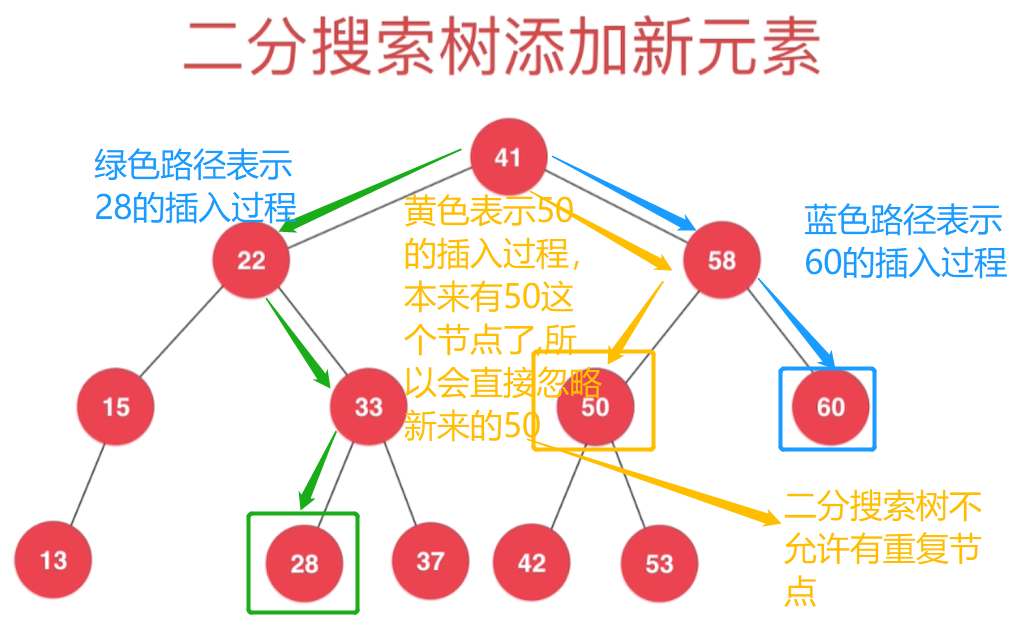 二分搜索树添加新元素
绿色路径表示
28的插入过程
41
黄色表示50
的插入过程，
本来有50这
个节点了,所
以会直接忽略
新来的50
蓝色路径表示
60的插入过程
22
58
15
33
50
60
13
28
37
42
53
二分搜索树不
允许有重复节
点